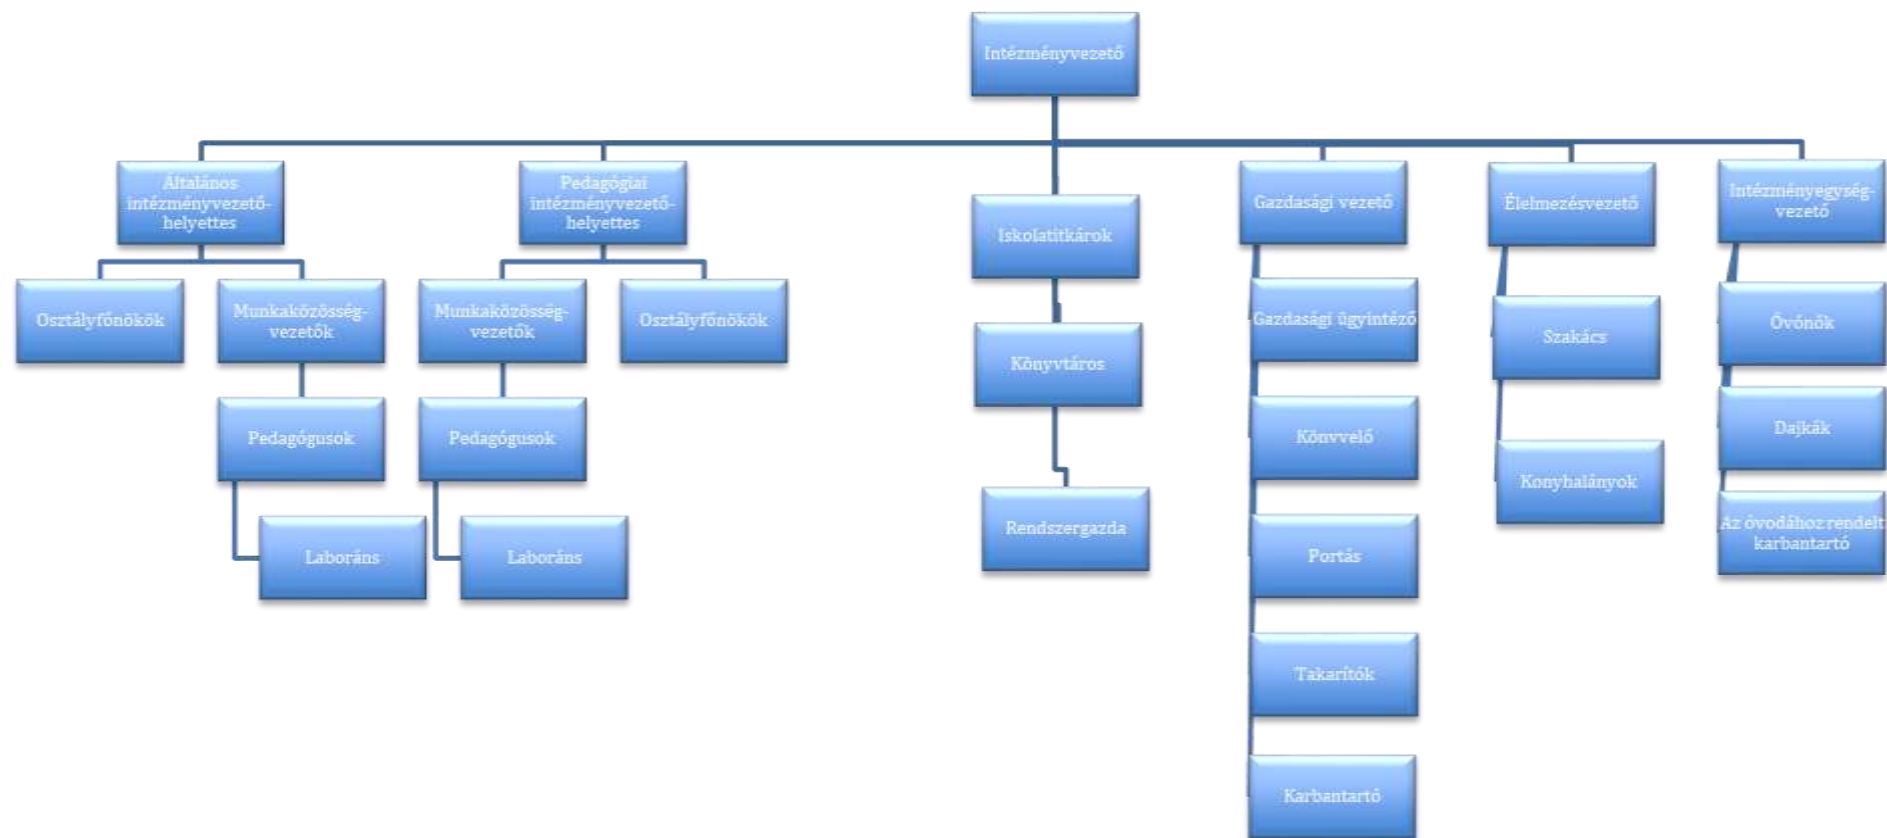 Intézményvezető
Általános
intézményvezető-
helyettes
Osztályfőnökök
Munkaközösség-
vezetők
Pedagógusok
Laboráns
Pedagógiai
intézményvezető-
helyettes
Munkaközösség-
vezetők
Pedagógusok
Laboráns
Osztályfőnökök
Iskolatitkárok
Könyvtáros
Rendszergazda
Gazdasági vezető
Gazdasági ügyintéző
Könyvelő
Portás
Takarítók
Karbantartó
Élelmezésvezető
Szakács
Konyhalányok
Intézményegység-
vezető
Óvónők
Dajkák
Az óvodához rendelt
karbantartó